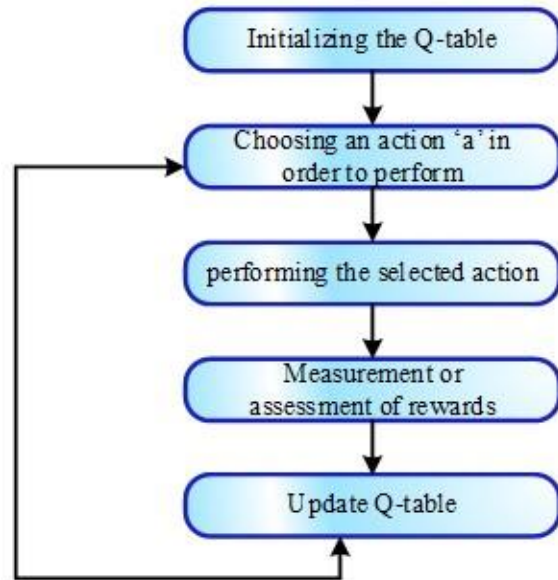 Initializing the Q-table
Choosing an action ‘a’ in
order to perform
performing the selected action
Measurement or
assessment of rewards
Update Q-table